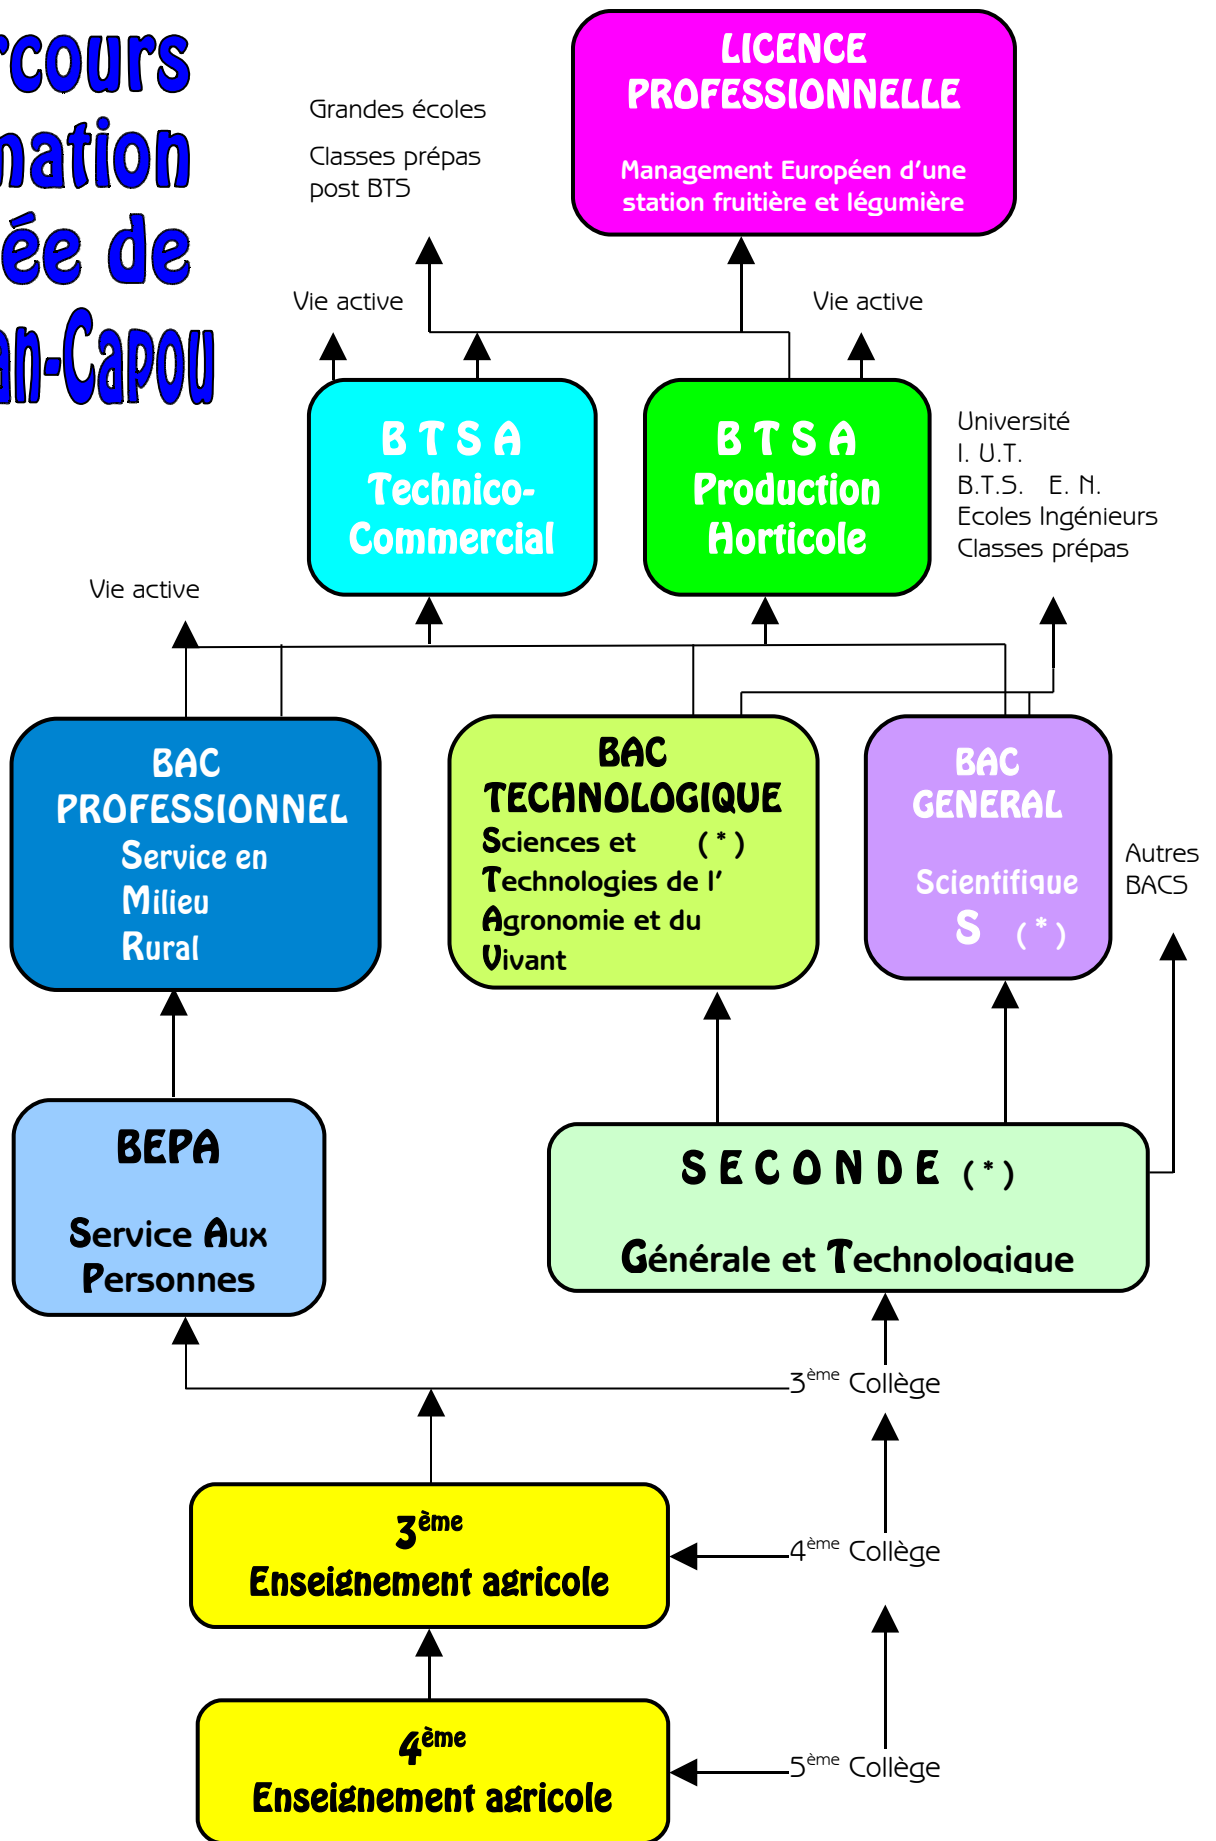 rcours
mation
ée de
an-Capou
LICENCE
PROFESSIONNELLE
Management Européen d'une
station fruitière et légumière
Grandes écoles
Classes prépas
post BTS
Vie active
Vie active
B T S A
Technico-
Commercial
B T S A
Production
Horticole
Université
I. U.T.
B.T.S. E. N.
Ecoles Ingénieurs
Classes prépas
Vie active
BAC
PROFESSIONNEL
Service en
Milieu
Rural
BAC
TECHNOLOGIQUE
Sciences et (*)
Technologies de l'
Agronomie et du
Vivant
BAC
GENERAL
Scientifique
S (*)
Autres
BACS
BEPA
Service Aux
Personnes
S E C O N D E (*)
Générale et Technologique
3ème Collège
3ème
Enseignement agricole
4ème Collège
4ème
Enseignement agricole
5ème Collège